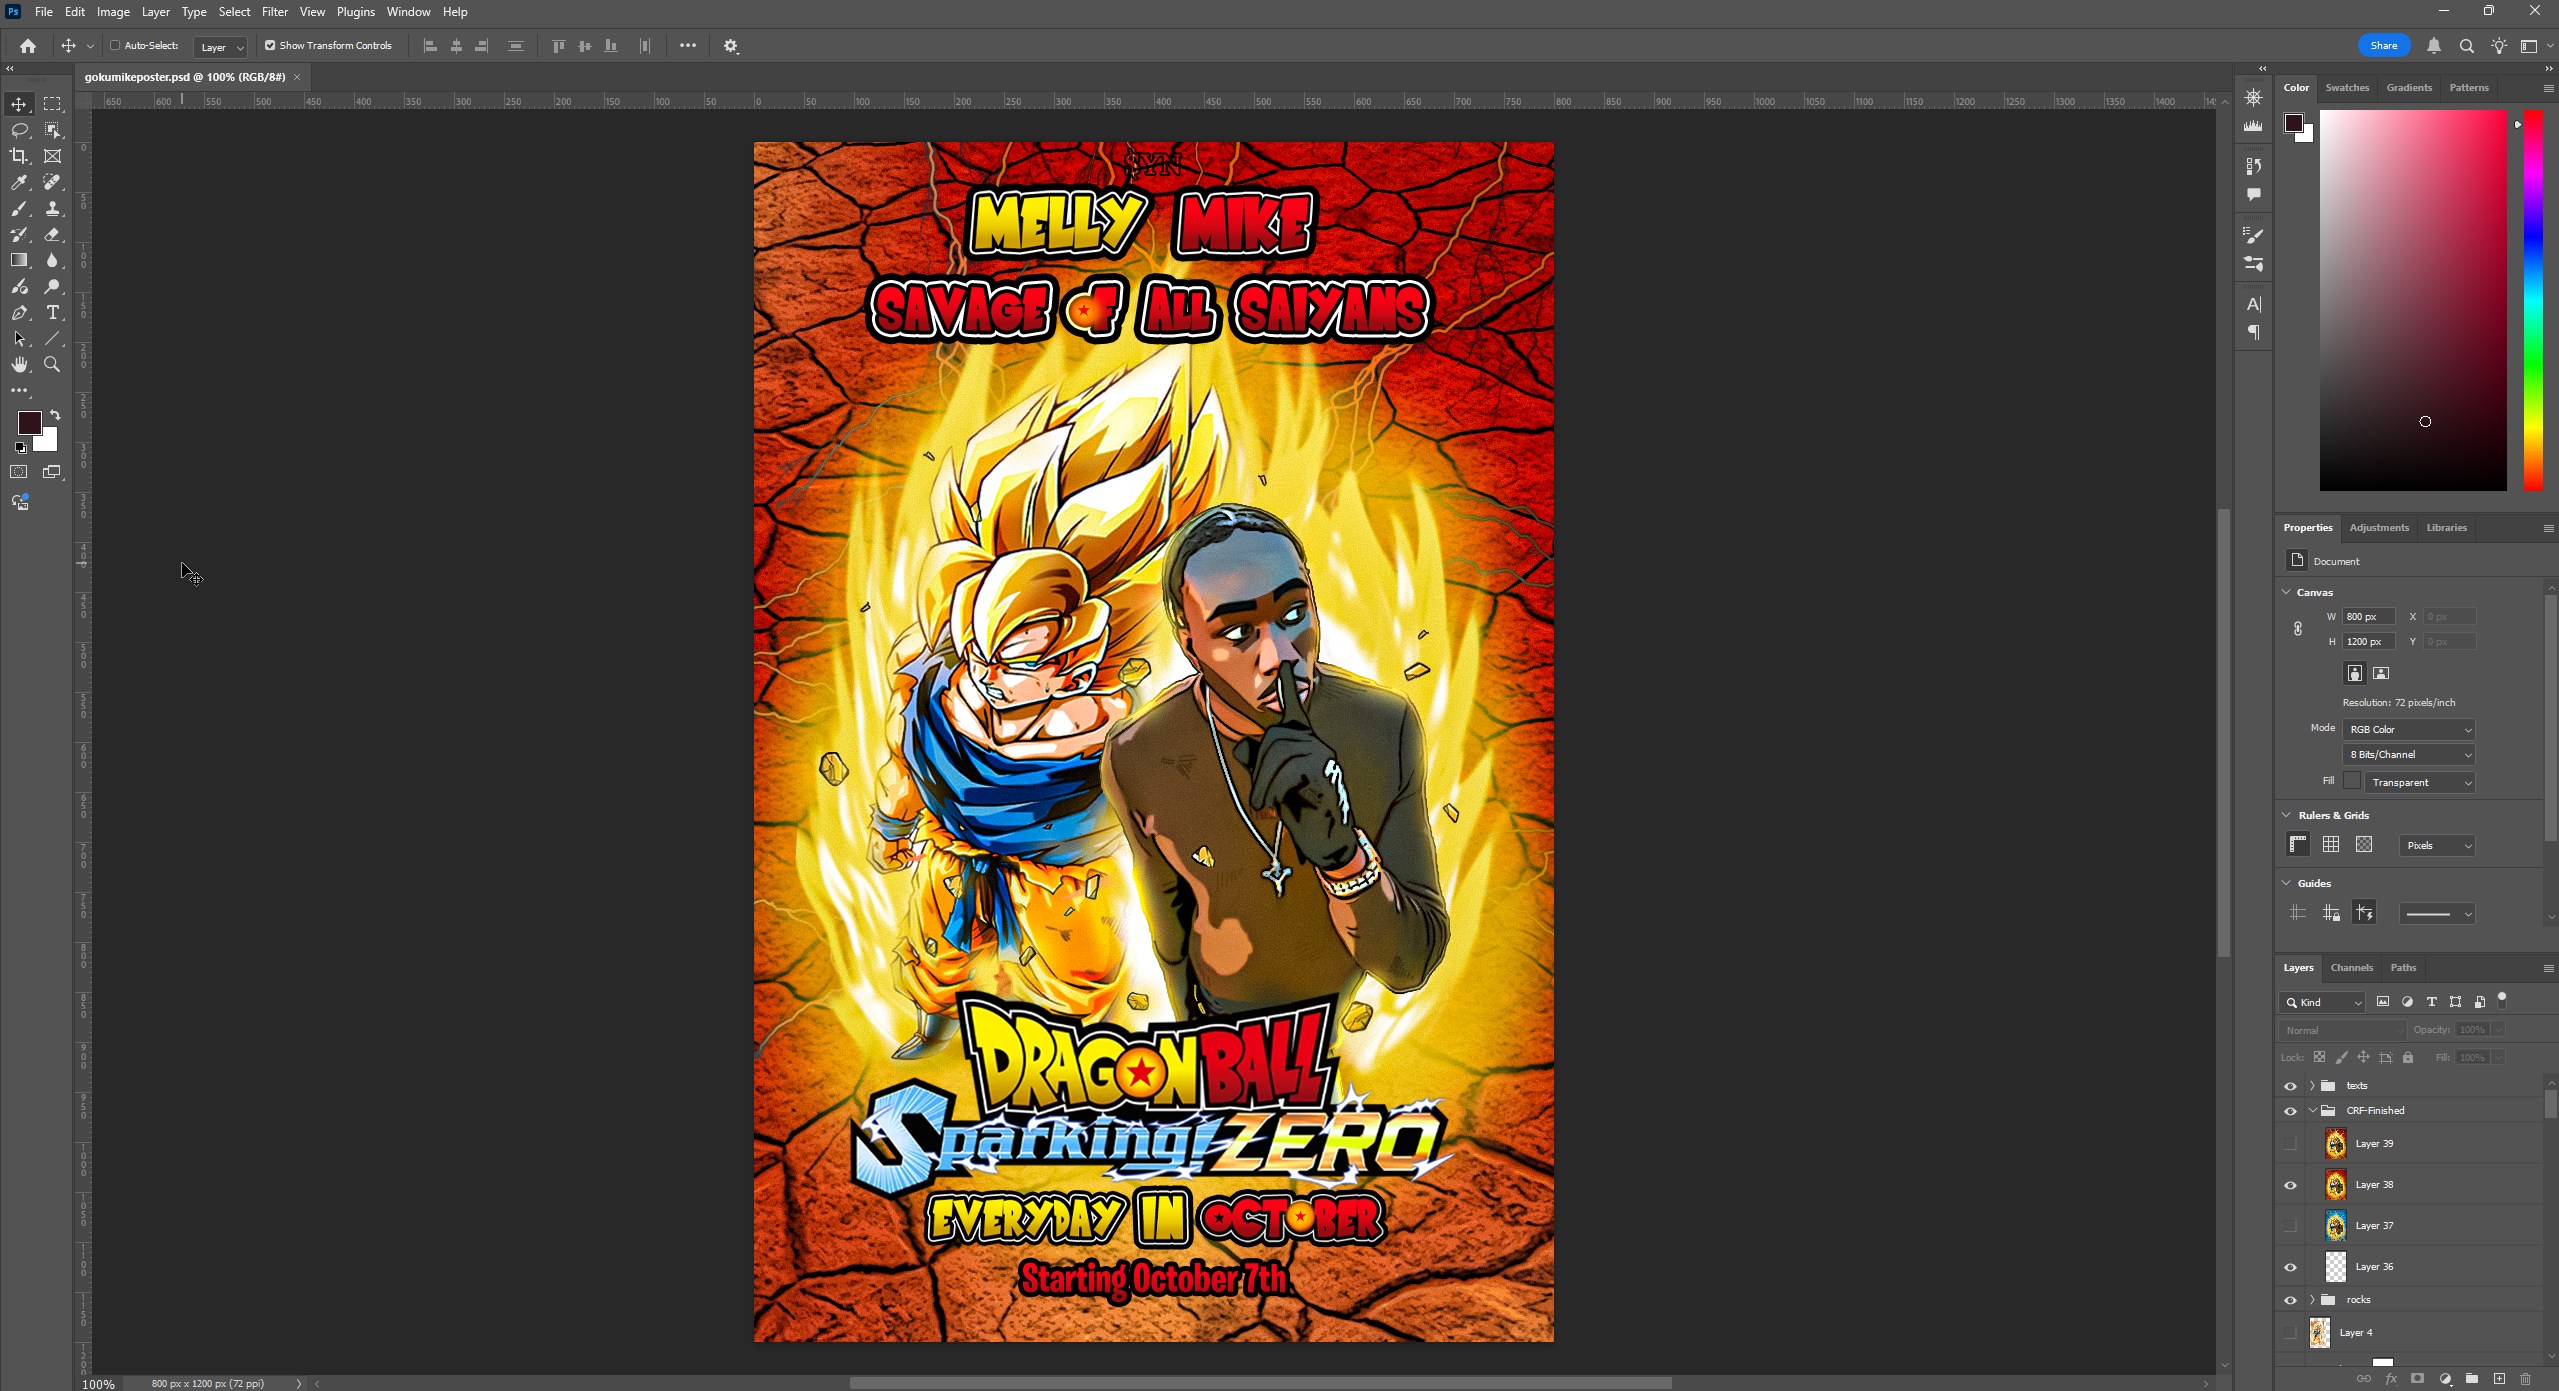 Ps File Edit Image Layer Type Select Filter View Plugins Window Help
Auto-Select: Layer Show Transform Controls Share
gokumikeposter.psd @ 100% (RGB/8#)
650 600 550 500 450 400 350 300 250 200 150 100 50 0 50 100 150 200 250 300 350 400 450 500 550 600 650 700 750 800 850 900 950 1000 1050 1100 1150 1200 1250 1300 1350 1400
$YN
MELLY MIKE
SAVAGE OF ALL SAIYANS
DRAGON BALL
Sparking! ZERO
EVERYDAY IN OCTOBER
Starting October 7th
Color Swatches Gradients Patterns
Properties Adjustments Libraries
Document
Canvas
W 800 px X 0 px
H 1200 px Y 0 px
Resolution: 72 pixels/inch
Mode RGB Color
8 Bits/Channel
Fill Transparent
Rulers & Grids
Pixels
Guides
Layers Channels Paths
Kind
Normal Opacity: 100%
Lock: Fill: 100%
texts
CRF-Finished
Layer 39
Layer 38
Layer 37
Layer 36
rocks
Layer 4
100% 800 px x 1200 px (72 ppi)